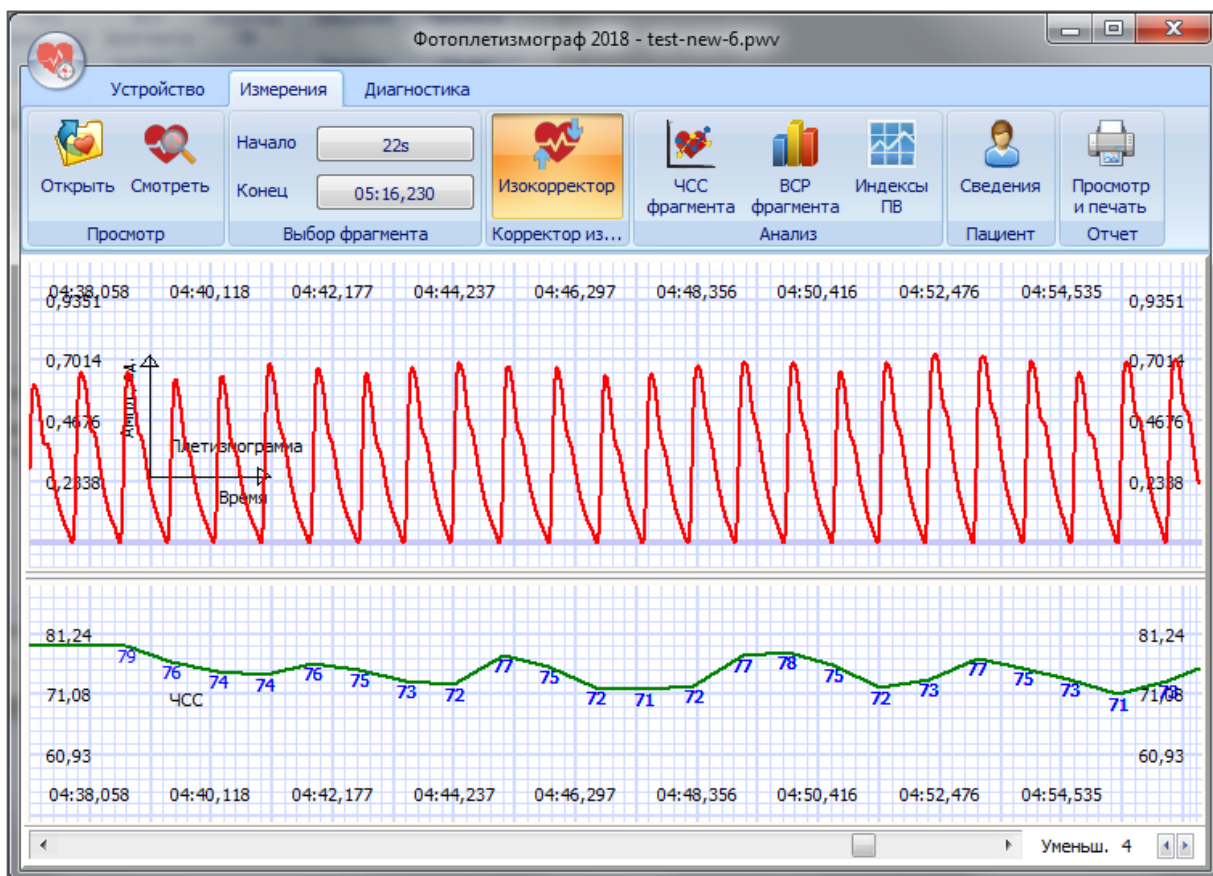 Фотоплетизмограф 2018 - test-new-6.pwv
Устройство Измерения Диагностика
Открыть Смотреть
Начало 22s
Конец 05:16,230
Изокорректор
ЧСС фрагмента
ВСР фрагмента
Индексы ПВ
Сведения
Просмотр и печать
Просмотр Выбор фрагмента Корректор из... Анализ Пациент Отчет
04:38,058 04:40,118 04:42,177 04:44,237 04:46,297 04:48,356 04:50,416 04:52,476 04:54,535
0,9351 0,9351
0,7014 0,7014
0,4676 0,4676
Плетизмограмма
0,2338 0,2338
Время
81,24 81,24
79 76 74 74 76 75 73 72 77 75 72 71 72 77 78 75 72 73 77 75 73 71
71,08 ЧСС 71,08
60,93 60,93
04:38,058 04:40,118 04:42,177 04:44,237 04:46,297 04:48,356 04:50,416 04:52,476 04:54,535
Уменьш. 4